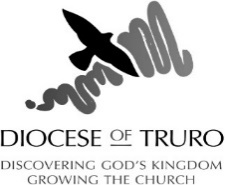 DIOCESE OF TRURO
DISCOVERING GOD'S KINGDOM
GROWING THE CHURCH